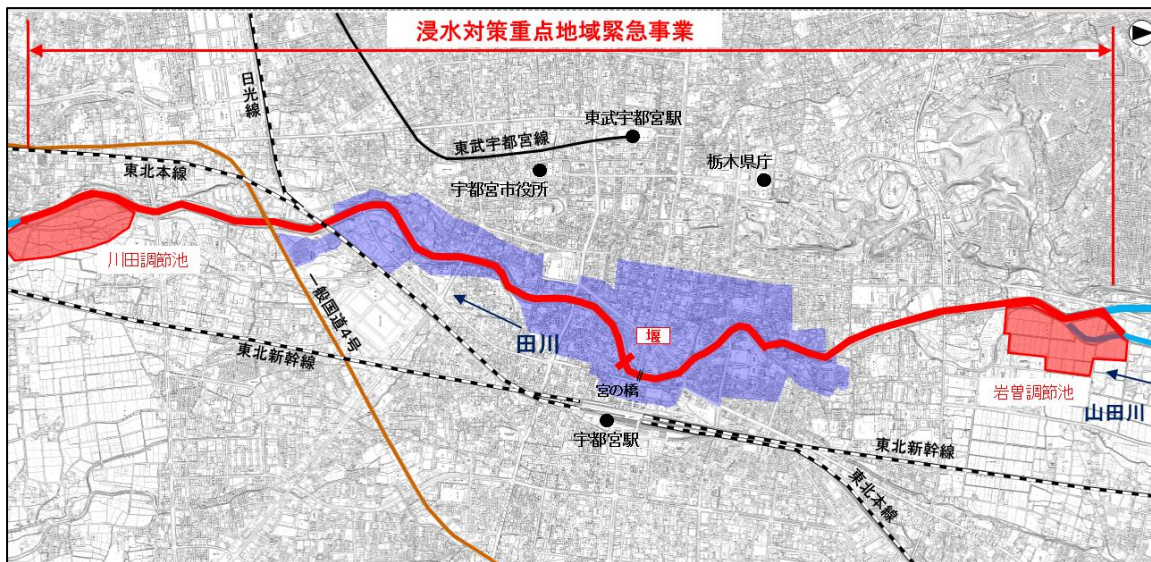 浸水対策重点地域緊急事業
日光線
東武宇都宮線
東武宇都宮駅
東北本線
宇都宮市役所
栃木県庁
川田調節池
一般国道4号
田川
堰
東北新幹線
宮の橋
宇都宮駅
岩曽調節池
山田川
東北新幹線
東北本線